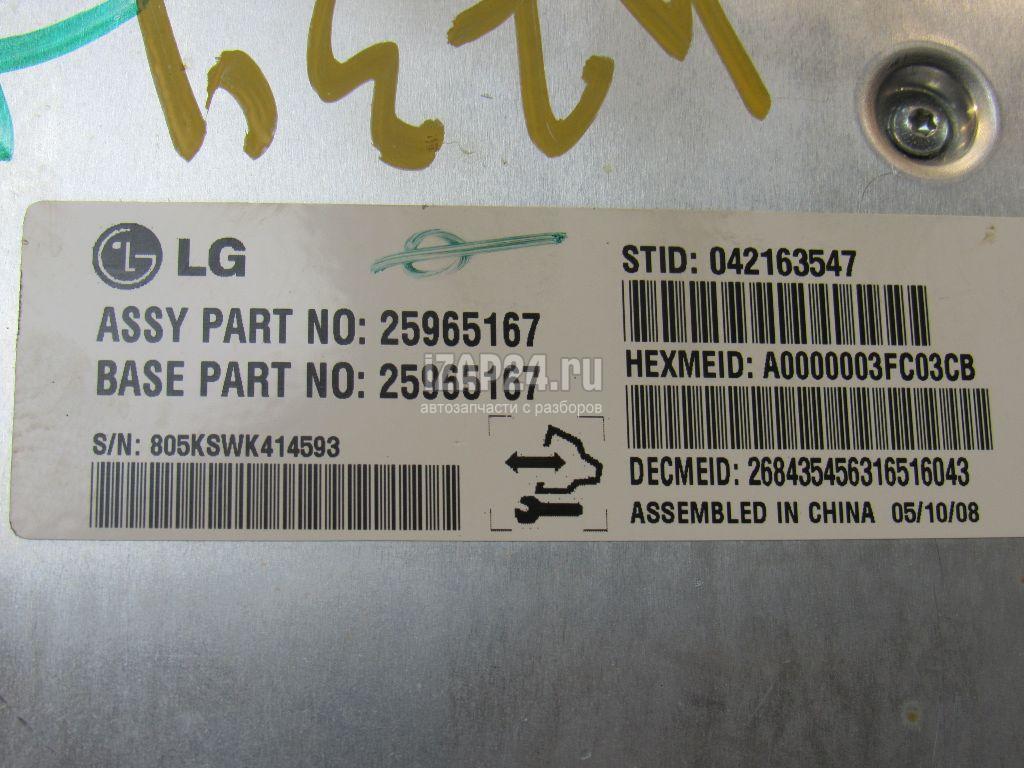 LG
ASSY PART NO: 25965167
BASE PART NO: 25965167
S/N: 805KSWK414593
STID: 042163547
HEXMEID: A0000003FC03CB
DECMEID: 268435456316516043
ASSEMBLED IN CHINA 05/10/08
iZAP24.ru
автозапчасти с разборов